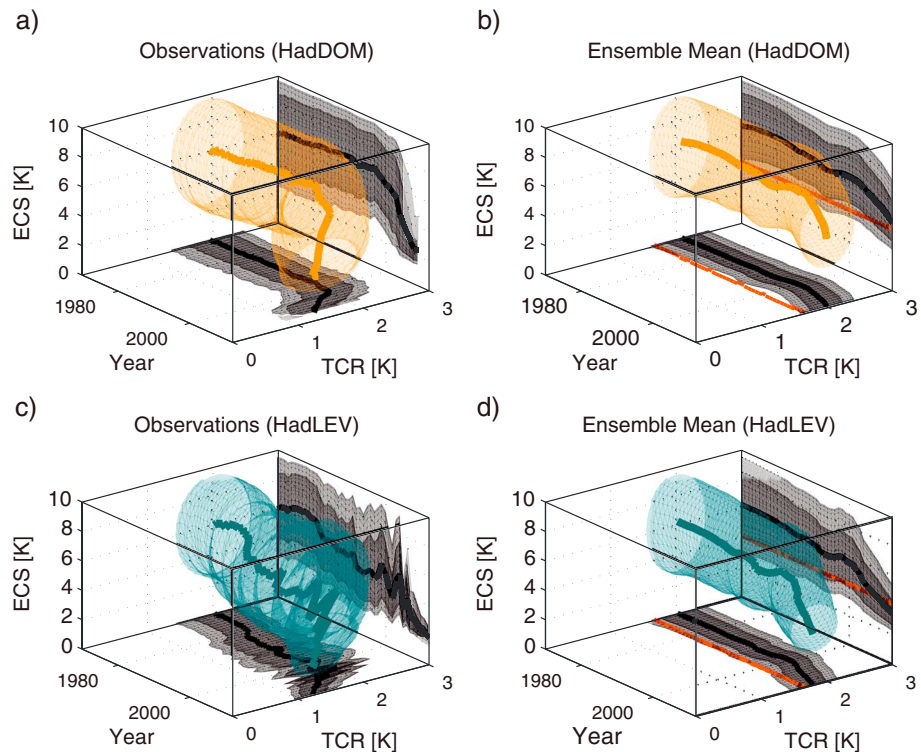 a)
Observations (HadDOM)
10
8
6
4
2
0
ECS [K]
1980
2000
Year
0
1
2
3
TCR [K]
b)
Ensemble Mean (HadDOM)
10
8
6
4
2
0
ECS [K]
1980
2000
Year
0
1
2
3
TCR [K]
c)
Observations (HadLEV)
10
8
6
4
2
0
ECS [K]
1980
2000
Year
0
1
2
3
TCR [K]
d)
Ensemble Mean (HadLEV)
10
8
6
4
2
0
ECS [K]
1980
2000
Year
0
1
2
3
TCR [K]